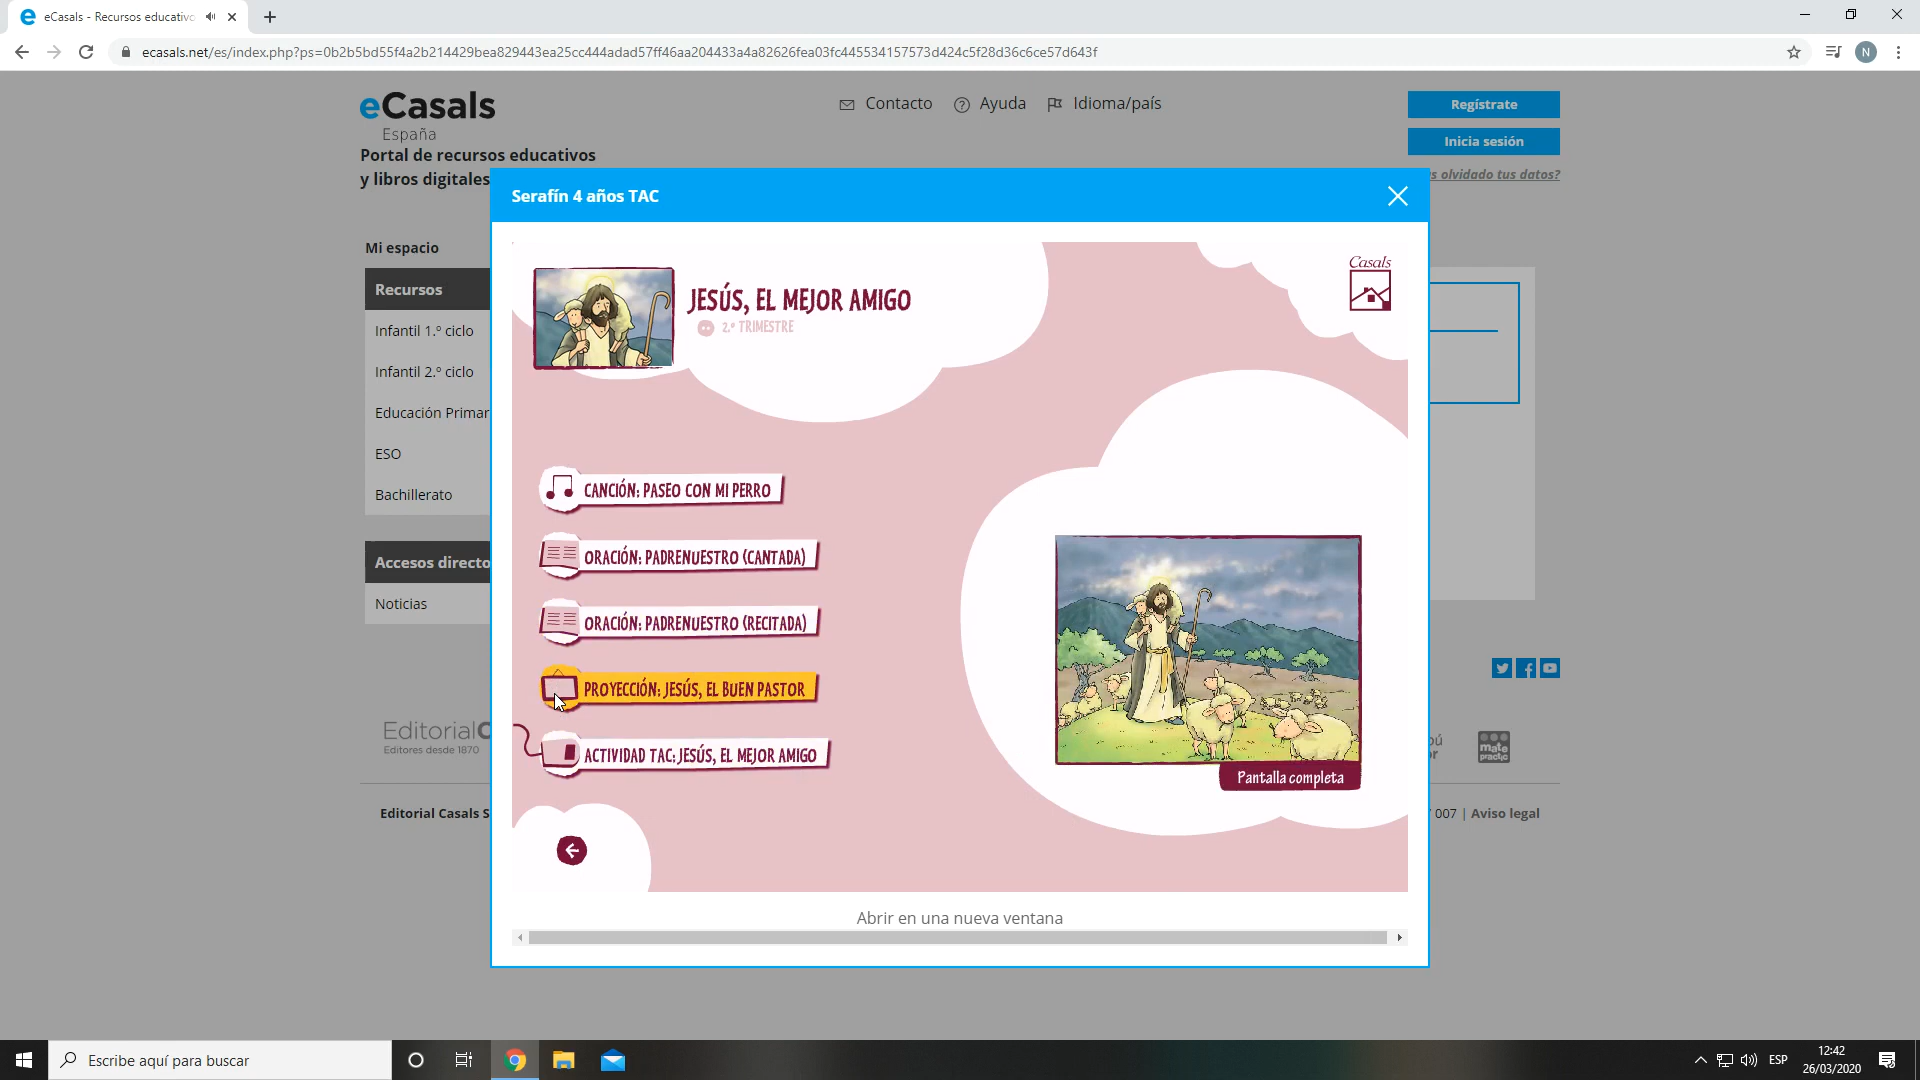 eCasals - Recursos educativo
ecasals.net/es/index.php?ps=0b2b5bd55f4a2b214429bea829443ea25cc444adad57ff46aa204433a4a82626fea03fc445534157573d424c5f28d36c6ce57d643f
N
eCasals
España
Portal de recursos educativos
y libros digitales
Contacto
Ayuda
Idioma/país
Regístrate
Inicia sesión
olvidado tus datos?
Serafín 4 años TAC
Mi espacio
Recursos
Infantil 1.º ciclo
Infantil 2.º ciclo
Educación Primar
ESO
Bachillerato
Accesos directo
Noticias
Editorial
Editores desde 1870
Editorial Casals S
JESÚS, EL MEJOR AMIGO
2.º TRIMESTRE
Casals
CANCIÓN: PASEO CON MI PERRO
ORACIÓN: PADRENUESTRO (CANTADA)
ORACIÓN: PADRENUESTRO (RECITADA)
PROYECCIÓN: JESÚS, EL BUEN PASTOR
ACTIVIDAD TAC: JESÚS, EL MEJOR AMIGO
Pantalla completa
Abrir en una nueva ventana
mate
practic
007 | Aviso legal
Escribe aquí para buscar
ESP
12:42
26/03/2020